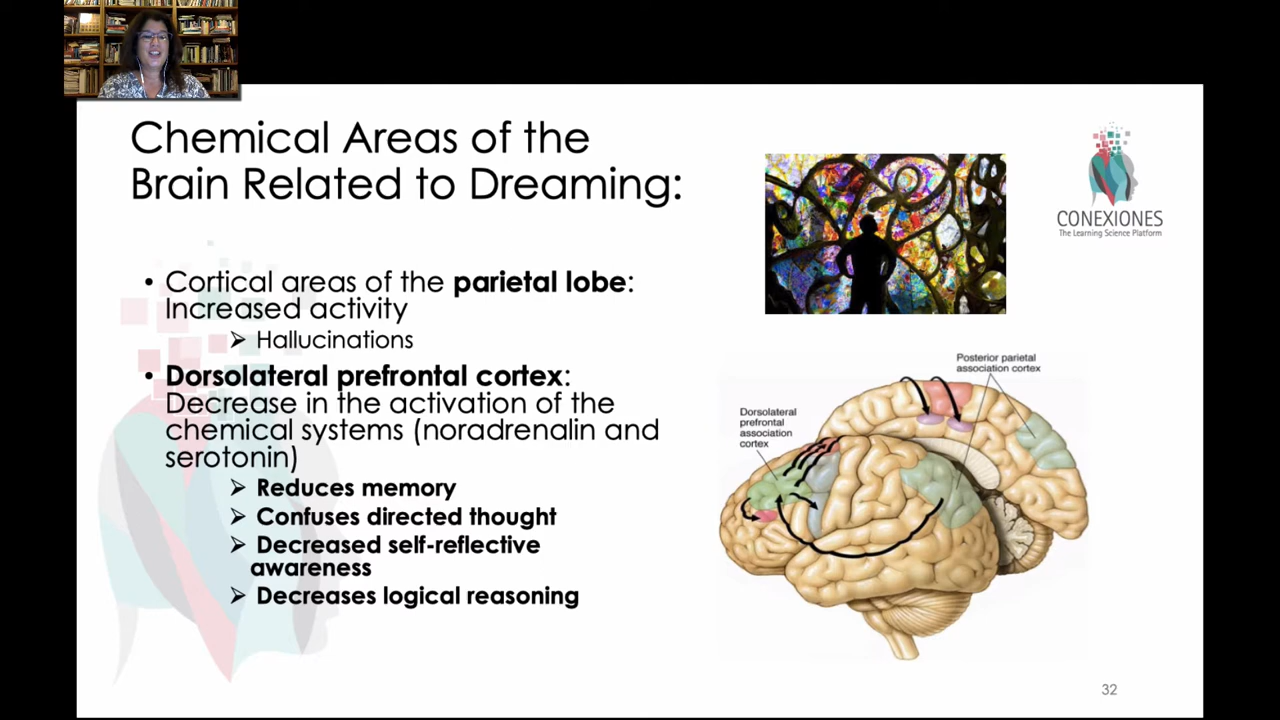 Chemical Areas of the
Brain Related to Dreaming:
CONEXIONES
The Learning Science Platform
• Cortical areas of the parietal lobe:
Increased activity
➢ Hallucinations
• Dorsolateral prefrontal cortex:
Decrease in the activation of the
chemical systems (noradrenalin and
serotonin)
➢ Reduces memory
➢ Confuses directed thought
➢ Decreased self-reflective
awareness
➢ Decreases logical reasoning
Posterior parietal
association cortex
Dorsolateral
prefrontal
association
cortex
32